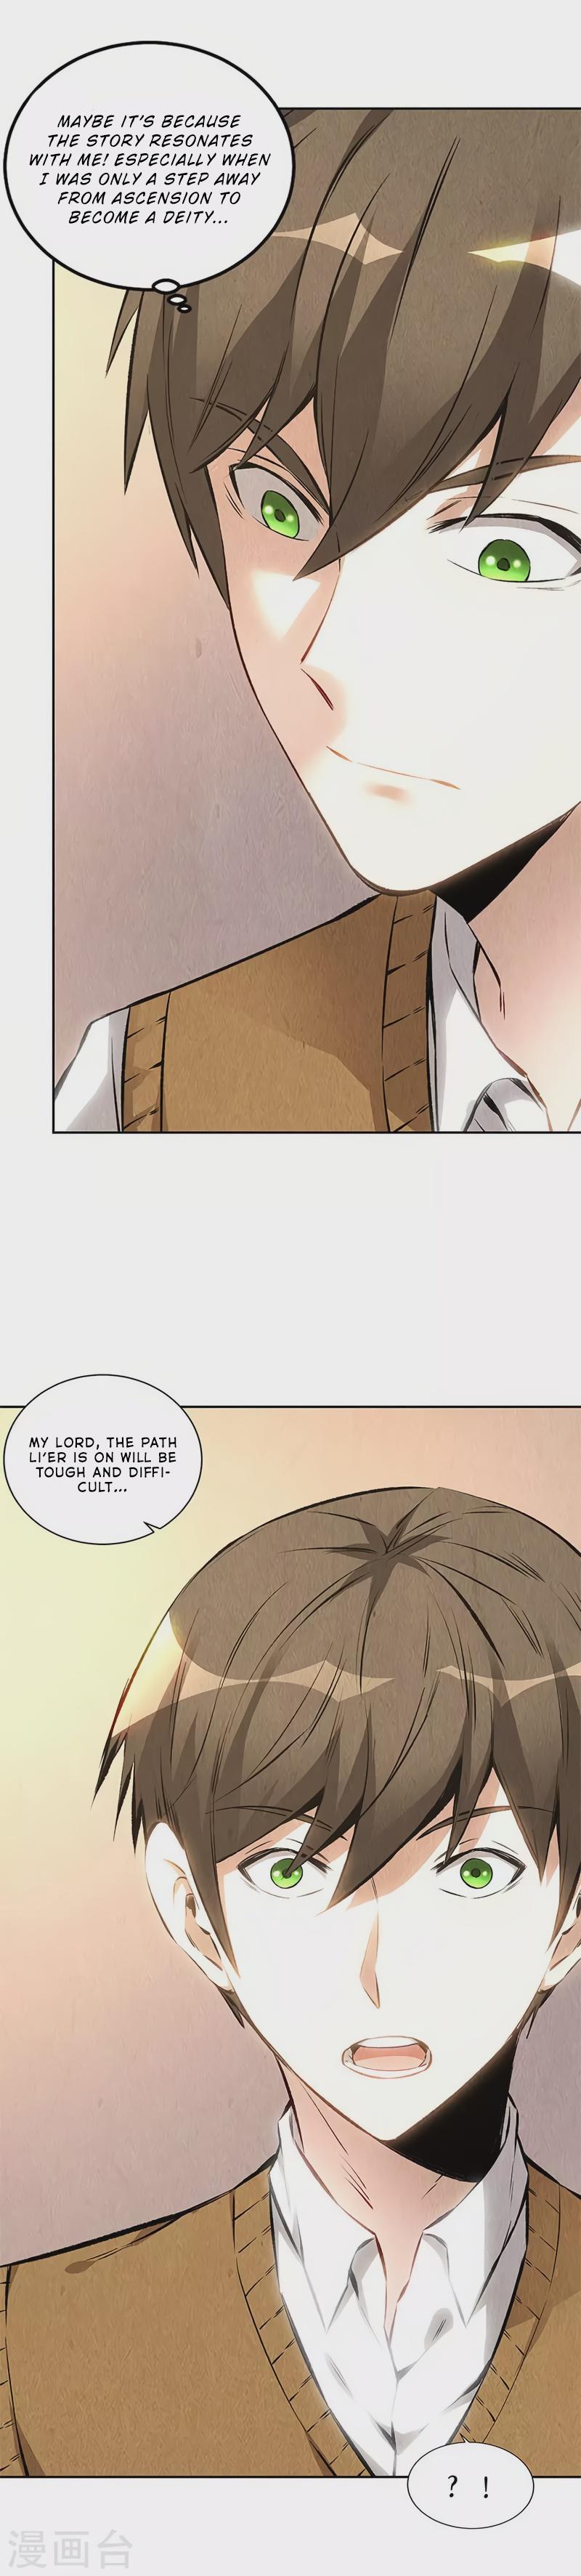 MAYBE IT'S BECAUSE
THE STORY RESONATES
WITH ME! ESPECIALLY WHEN
I WAS ONLY A STEP AWAY
FROM ASCENSION TO
BECOME A DEITY...
MY LORD, THE PATH
LI'ER IS ON WILL BE
TOUGH AND DIFFI-
CULT...
? !
漫画台